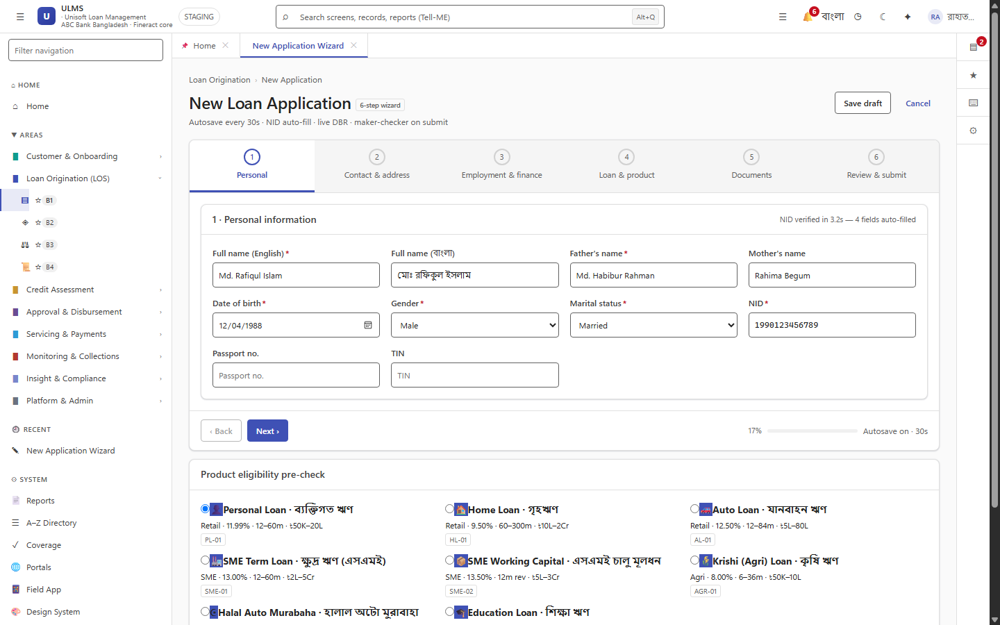 ULMS
· Unisoft Loan Management
ABC Bank Bangladesh · Fineract core
STAGING
Search screens, records, reports (Tell-ME)
Alt+Q
6
বাংলা
RA
রাহাত...
Filter navigation
Home
New Application Wizard
2
HOME
Home
AREAS
Customer & Onboarding
Loan Origination (LOS)
B1
B2
B3
B4
Credit Assessment
Approval & Disbursement
Servicing & Payments
Monitoring & Collections
Insight & Compliance
Platform & Admin
RECENT
New Application Wizard
SYSTEM
Reports
A–Z Directory
Coverage
Portals
Field App
Design System
Loan Origination › New Application
New Loan Application
6-step wizard
Save draft
Cancel
Autosave every 30s · NID auto-fill · live DBR · maker-checker on submit
1
2
3
4
5
6
Personal
Contact & address
Employment & finance
Loan & product
Documents
Review & submit
1 · Personal information
NID verified in 3.2s — 4 fields auto-filled
Full name (English) *
Full name (বাংলা)
Father's name *
Mother's name
Md. Rafiqul Islam
মোঃ রফিকুল ইসলাম
Md. Habibur Rahman
Rahima Begum
Date of birth *
Gender *
Marital status *
NID *
12/04/1988
Male
Married
1990123456789
Passport no.
TIN
Passport no.
TIN
‹ Back
Next ›
17%
Autosave on · 30s
Product eligibility pre-check
Personal Loan · ব্যক্তিগত ঋণ
Home Loan · গৃহঋণ
Auto Loan · যানবাহন ঋণ
Retail · 11.99% · 12–60m · ৳50K–20L
Retail · 9.50% · 60–300m · ৳10L–2Cr
Retail · 12.50% · 12–84m · ৳5L–80L
PL-01
HL-01
AL-01
SME Term Loan · ক্ষুদ্র ঋণ (এসএমই)
SME Working Capital · এসএমই চালু মূলধন
Krishi (Agri) Loan · কৃষি ঋণ
SME · 13.00% · 12–60m · ৳2L–5Cr
SME · 13.50% · 12m rev · ৳5L–3Cr
Agri · 8.00% · 6–36m · ৳50K–10L
SME-01
SME-02
AGR-01
Halal Auto Murabaha · হালাল অটো মুরাবাহা
Education Loan · শিক্ষা ঋণ